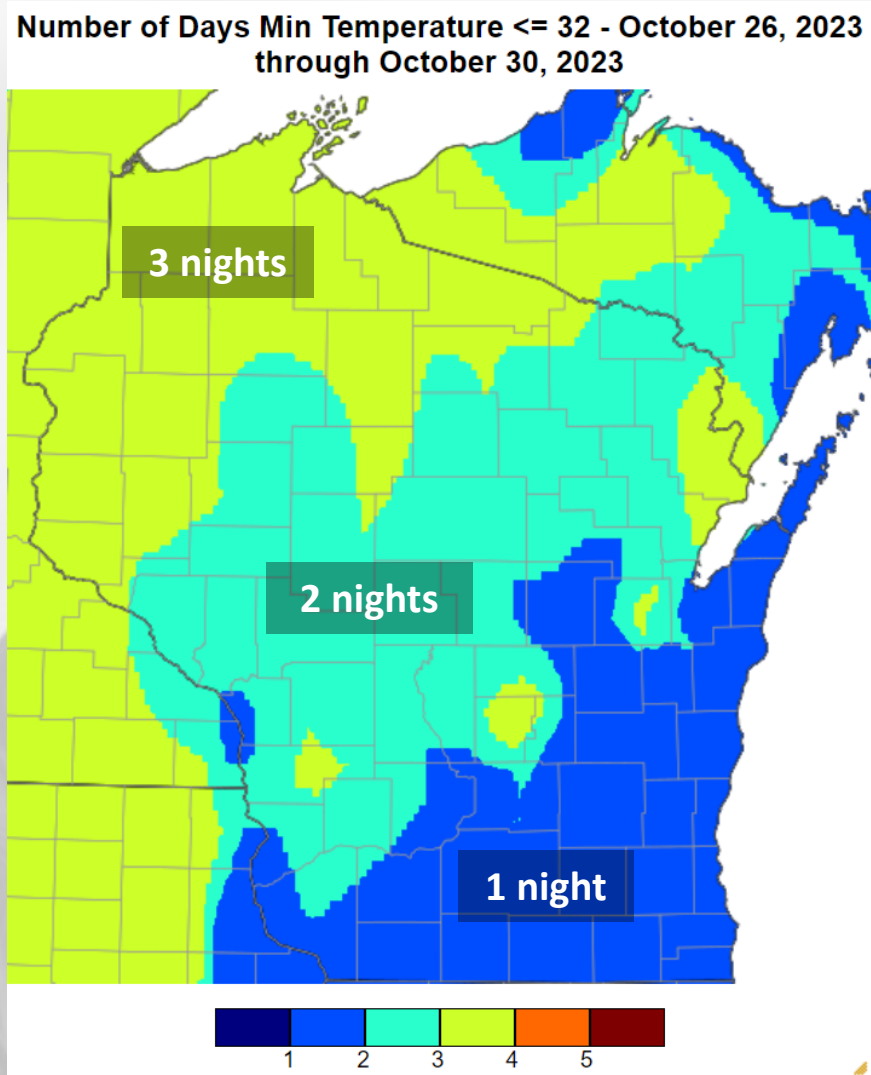 Number of Days Min Temperature <= 32 - October 26, 2023
through October 30, 2023
3 nights
2 nights
1 night
1 2 3 4 5